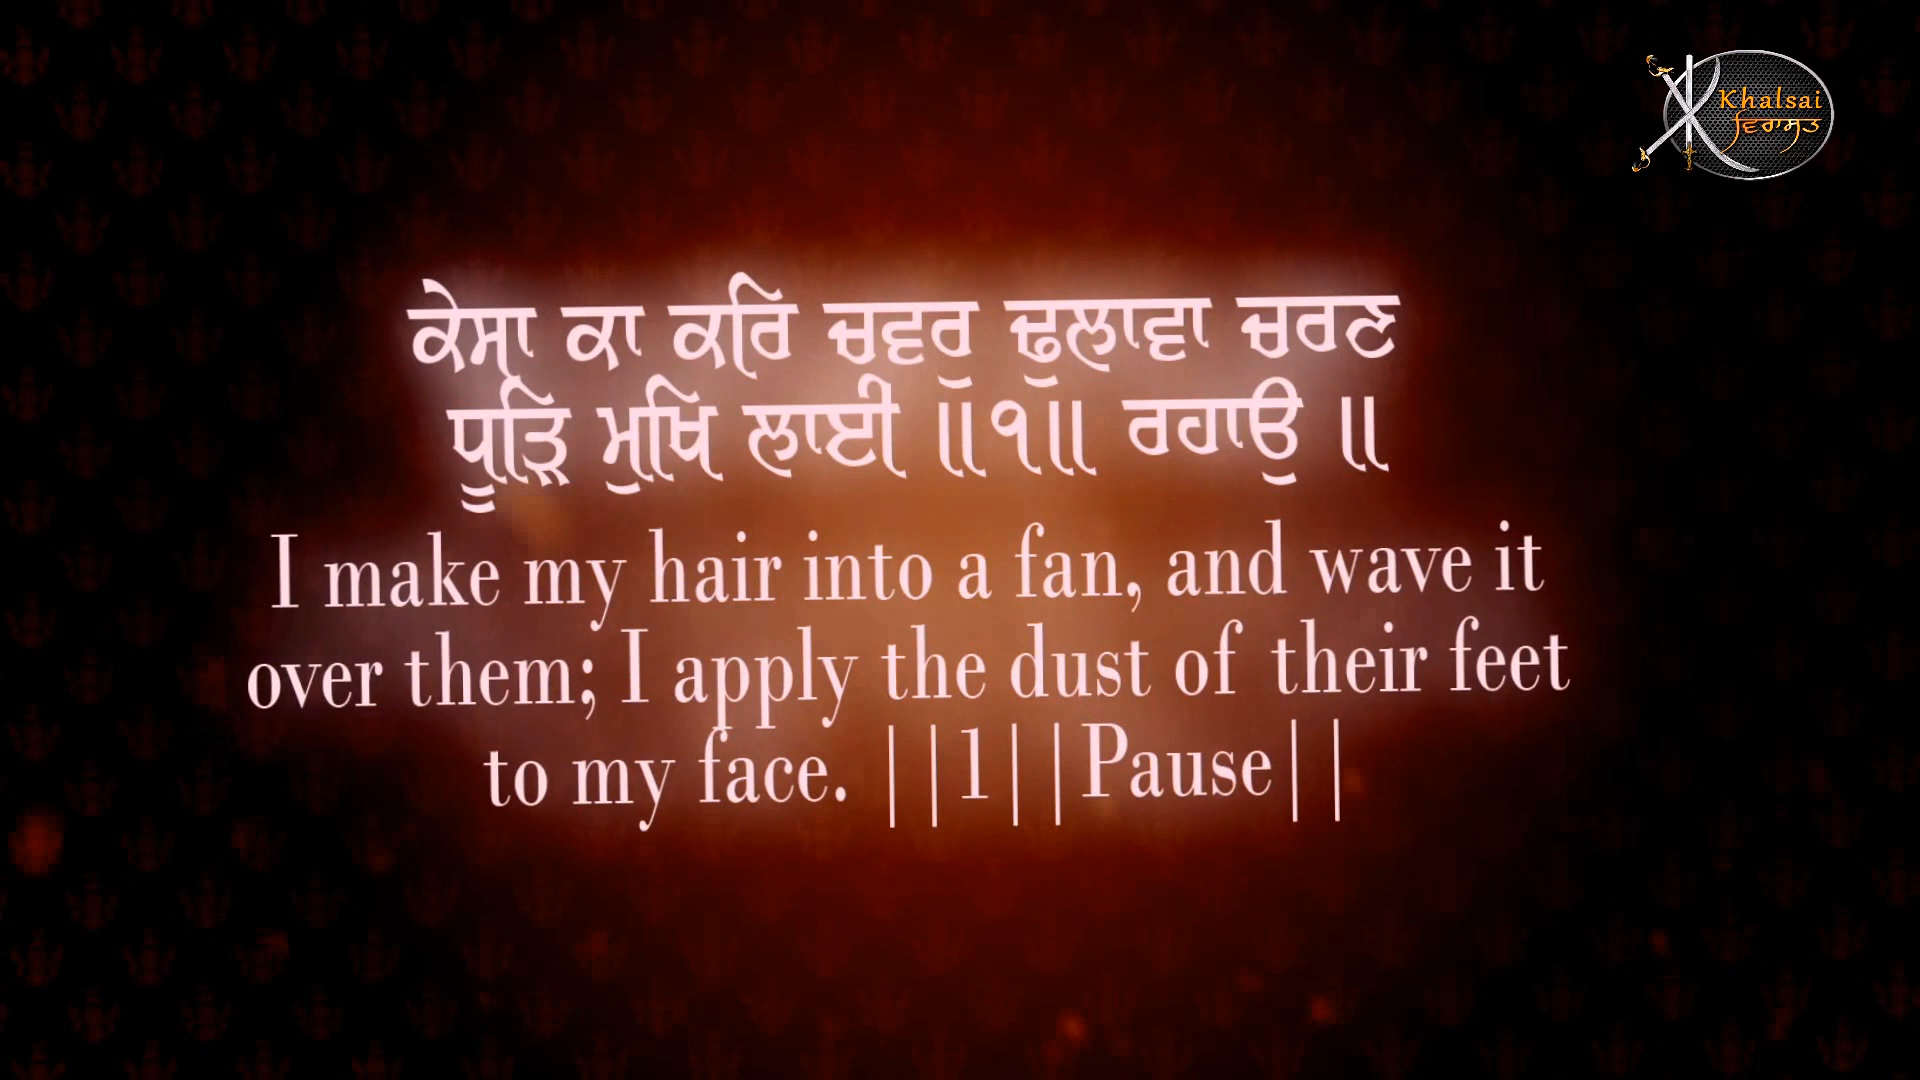 Khalsai
ਵਿਰਾਸਤ
ਕੇਸਾ ਕਾ ਕਰਿ ਚਵਰੁ ਢੁਲਾਵਾ ਚਰਣ
ਧੂੜਿ ਮੁਖਿ ਲਾਈ ॥੧॥ ਰਹਾਉ ॥
I make my hair into a fan, and wave it
over them; I apply the dust of their feet
to my face. ||1||Pause||